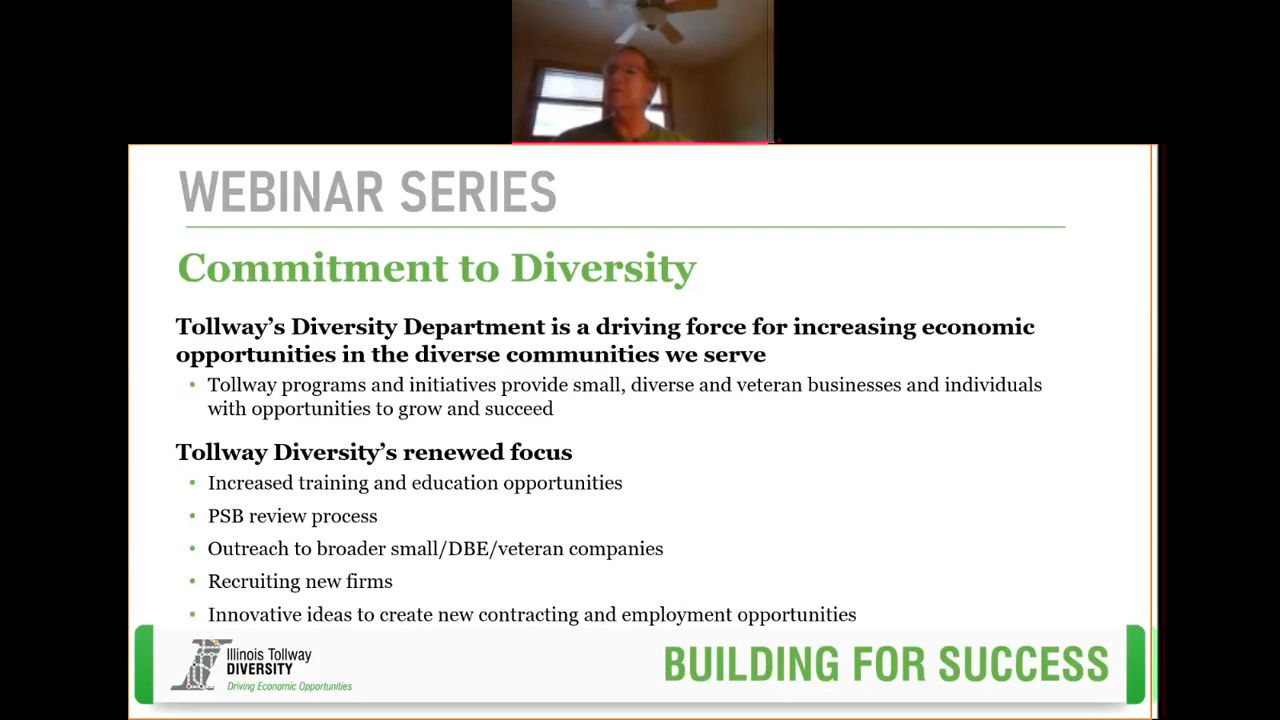 WEBINAR SERIES
Commitment to Diversity
Tollway’s Diversity Department is a driving force for increasing economic
opportunities in the diverse communities we serve
• Tollway programs and initiatives provide small, diverse and veteran businesses and individuals
with opportunities to grow and succeed
Tollway Diversity’s renewed focus
• Increased training and education opportunities
• PSB review process
• Outreach to broader small/DBE/veteran companies
• Recruiting new firms
• Innovative ideas to create new contracting and employment opportunities
Illinois Tollway
DIVERSITY
Driving Economic Opportunities
BUILDING FOR SUCCESS